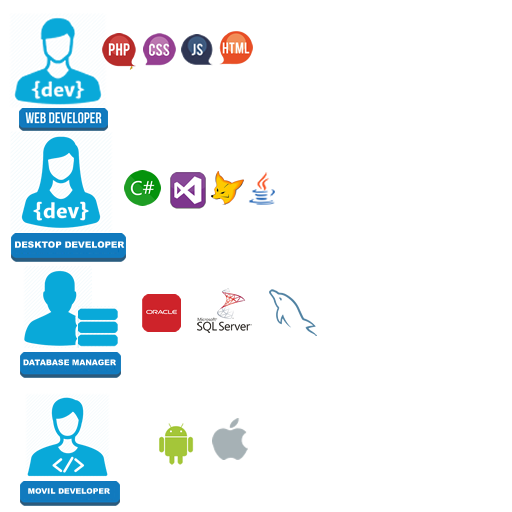 PHP CSS JS HTML
{dev}
WEB DEVELOPER
C#
{dev}
DESKTOP DEVELOPER
ORACLE
Microsoft
SQL Server
DATABASE MANAGER
</>
MOVIL DEVELOPER